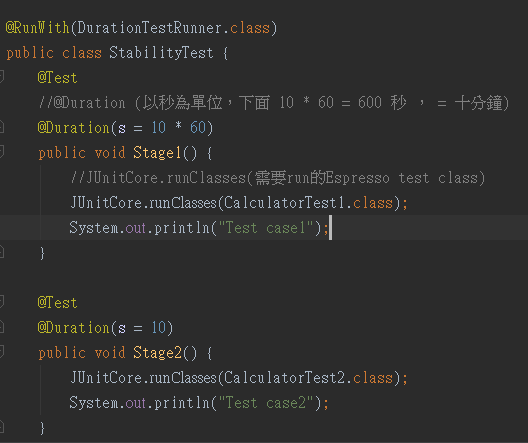 @RunWith(DurationTestRunner.class)
public class StabilityTest {
@Test
//@Duration (以秒為單位，下面 10 * 60 = 600 秒 ， = 十分鐘)
@Duration(s = 10 * 60)
public void Stage1() {
//JUnitCore.runClasses(需要run的Espresso test class)
JUnitCore.runClasses(CalculatorTest1.class);
System.out.println("Test case1");
}
@Test
@Duration(s = 10)
public void Stage2() {
JUnitCore.runClasses(CalculatorTest2.class);
System.out.println("Test case2");
}